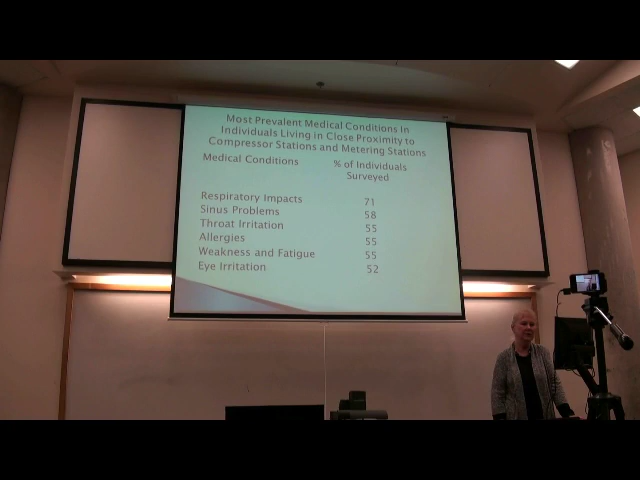 Most Prevalent Medical Conditions In
Individuals Living in Close Proximity to
Compressor Stations and Metering Stations
Medical Conditions % of Individuals
Surveyed
Respiratory Impacts 71
Sinus Problems 58
Throat Irritation 55
Allergies 55
Weakness and Fatigue 55
Eye Irritation 52